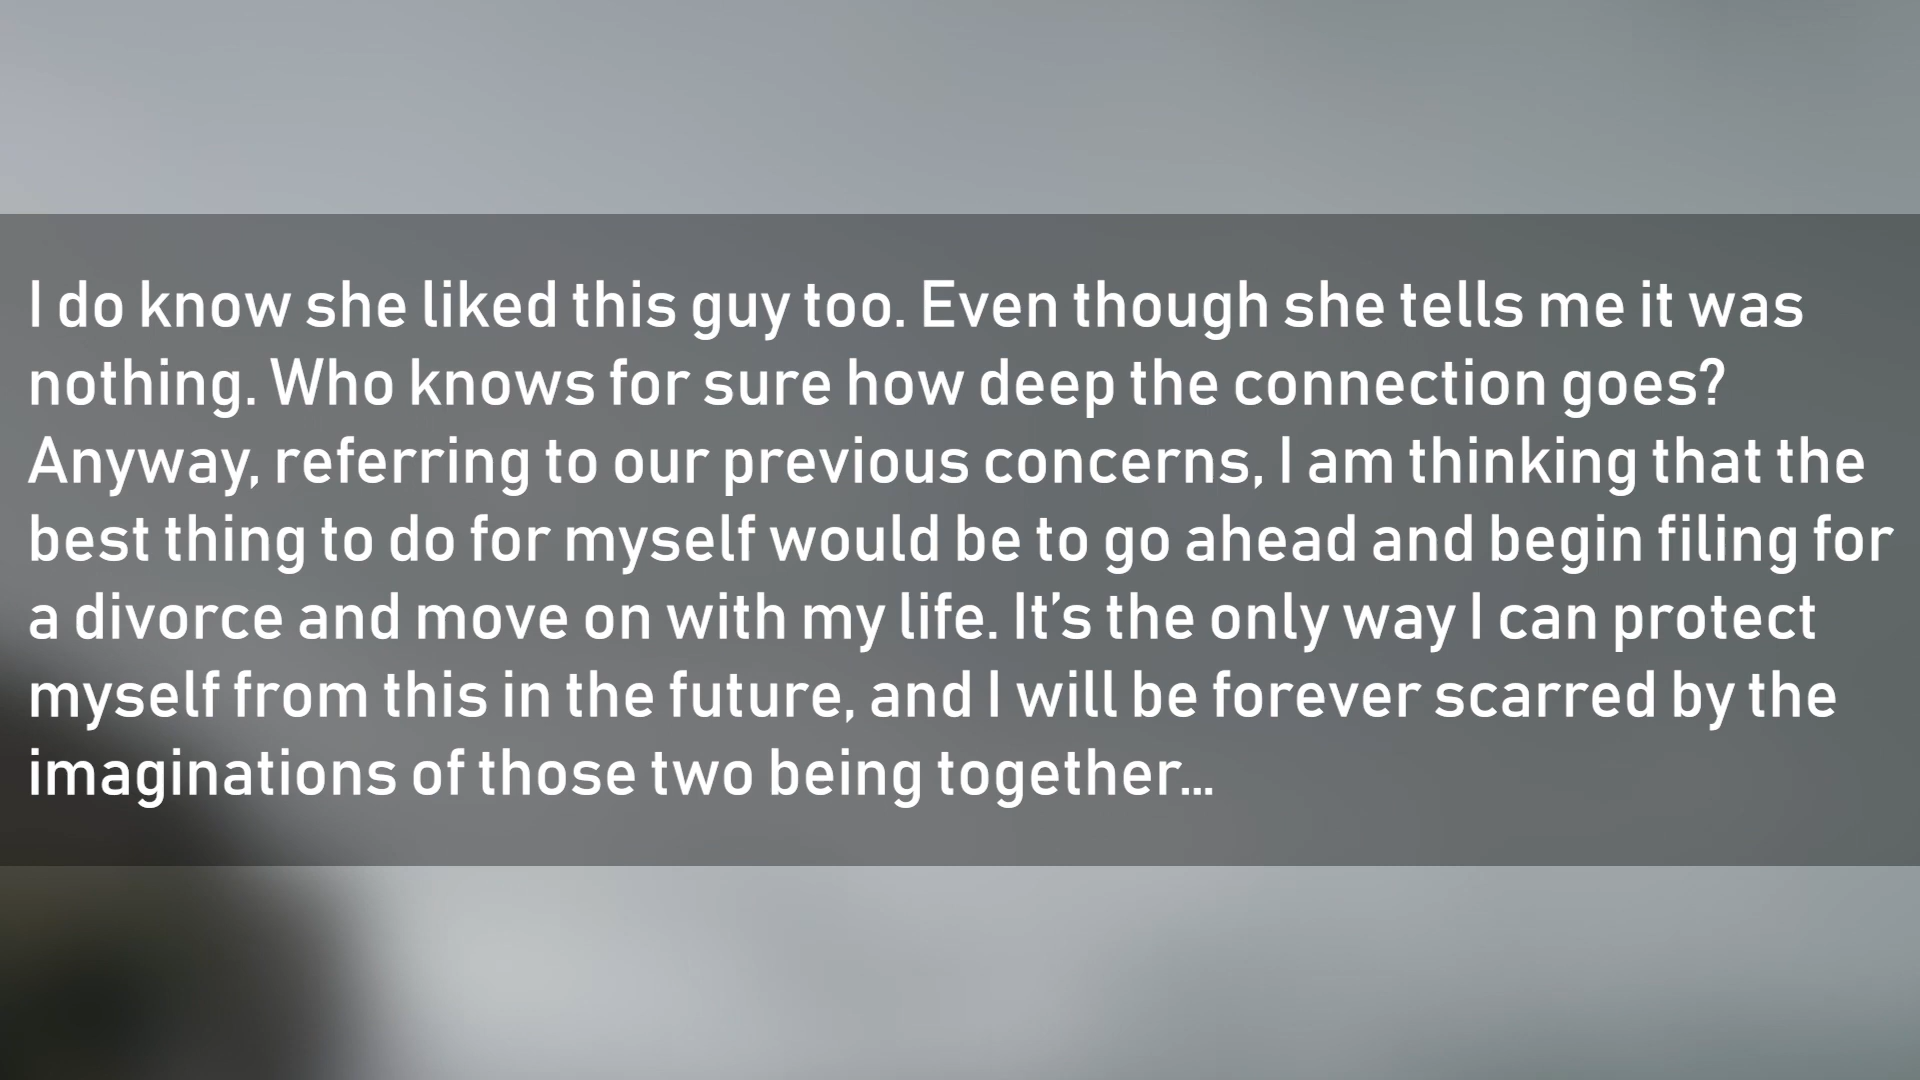 I do know she liked this guy too. Even though she tells me it was
nothing. Who knows for sure how deep the connection goes?
Anyway, referring to our previous concerns, I am thinking that the
best thing to do for myself would be to go ahead and begin filing for
a divorce and move on with my life. It’s the only way I can protect
myself from this in the future, and I will be forever scarred by the
imaginations of those two being together...